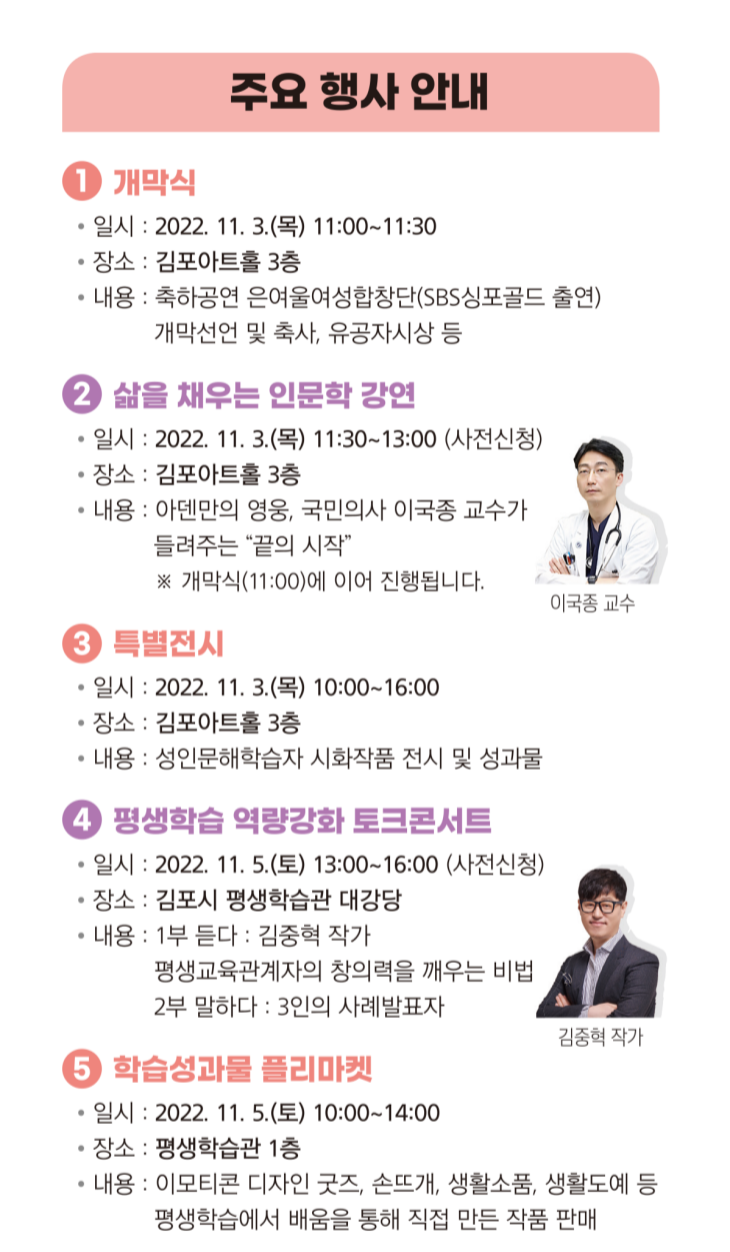 주요 행사 안내
1 개막식
• 일시 : 2022. 11. 3.(목) 11:00~11:30
• 장소 : 김포아트홀 3층
• 내용 : 축하공연 은여울여성합창단(SBS싱포골드 출연)
개막선언 및 축사, 유공자시상 등
2 삶을 채우는 인문학 강연
• 일시 : 2022. 11. 3.(목) 11:30~13:00 (사전신청)
• 장소 : 김포아트홀 3층
• 내용 : 아덴만의 영웅, 국민의사 이국종 교수가
들려주는 “끝의 시작”
※ 개막식(11:00)에 이어 진행됩니다.
이국종 교수
3 특별전시
• 일시 : 2022. 11. 3.(목) 10:00~16:00
• 장소 : 김포아트홀 3층
• 내용 : 성인문해학습자 시화작품 전시 및 성과물
4 평생학습 역량강화 토크콘서트
• 일시 : 2022. 11. 5.(토) 13:00~16:00 (사전신청)
• 장소 : 김포시 평생학습관 대강당
• 내용 : 1부 듣다 : 김중혁 작가
평생교육관계자의 창의력을 깨우는 비법
2부 말하다 : 3인의 사례발표자
김중혁 작가
5 학습성과물 플리마켓
• 일시 : 2022. 11. 5.(토) 10:00~14:00
• 장소 : 평생학습관 1층
• 내용 : 이모티콘 디자인 굿즈, 손뜨개, 생활소품, 생활도예 등
평생학습에서 배움을 통해 직접 만든 작품 판매